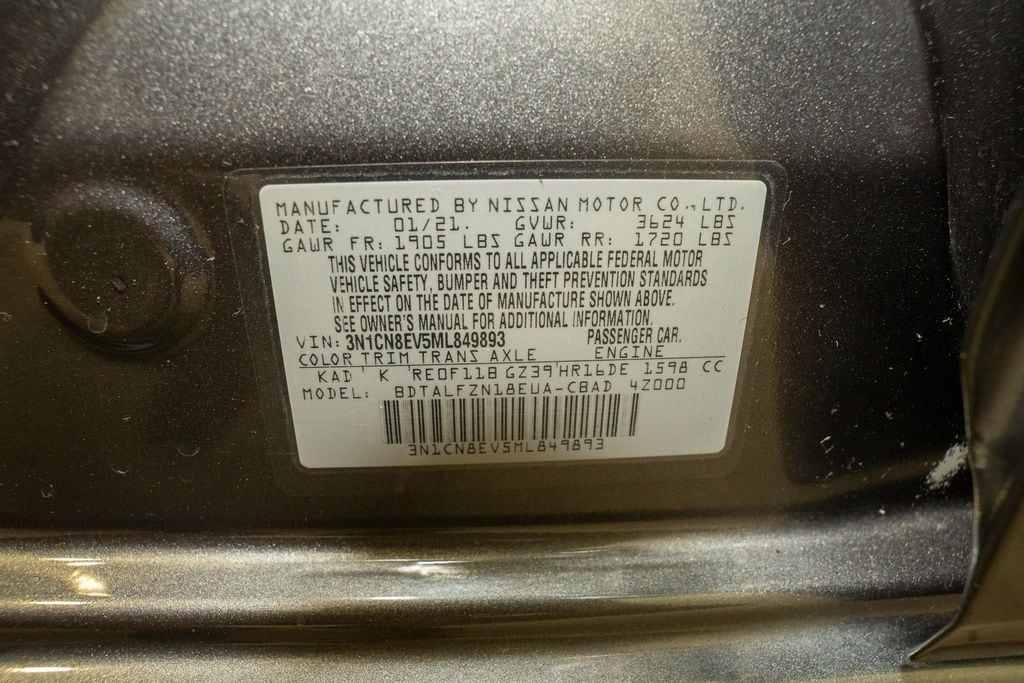 MANUFACTURED BY NISSAN MOTOR CO., LTD.
DATE: 01/21. GVWR: 3624 LBS
GAWR FR: 1905 LBS GAWR RR: 1720 LBS
THIS VEHICLE CONFORMS TO ALL APPLICABLE FEDERAL MOTOR
VEHICLE SAFETY, BUMPER AND THEFT PREVENTION STANDARDS
IN EFFECT ON THE DATE OF MANUFACTURE SHOWN ABOVE.
SEE OWNER'S MANUAL FOR ADDITIONAL INFORMATION.
VIN: 3N1CN8EV5ML849893 PASSENGER CAR.
COLOR TRIM TRANS AXLE ENGINE
KAD ' K ' RE0F11B GZ39'HR16DE 1598 CC
MODEL: BDTALFZN18EUA-CBAD 4Z000
3N1CN8EV5ML849893